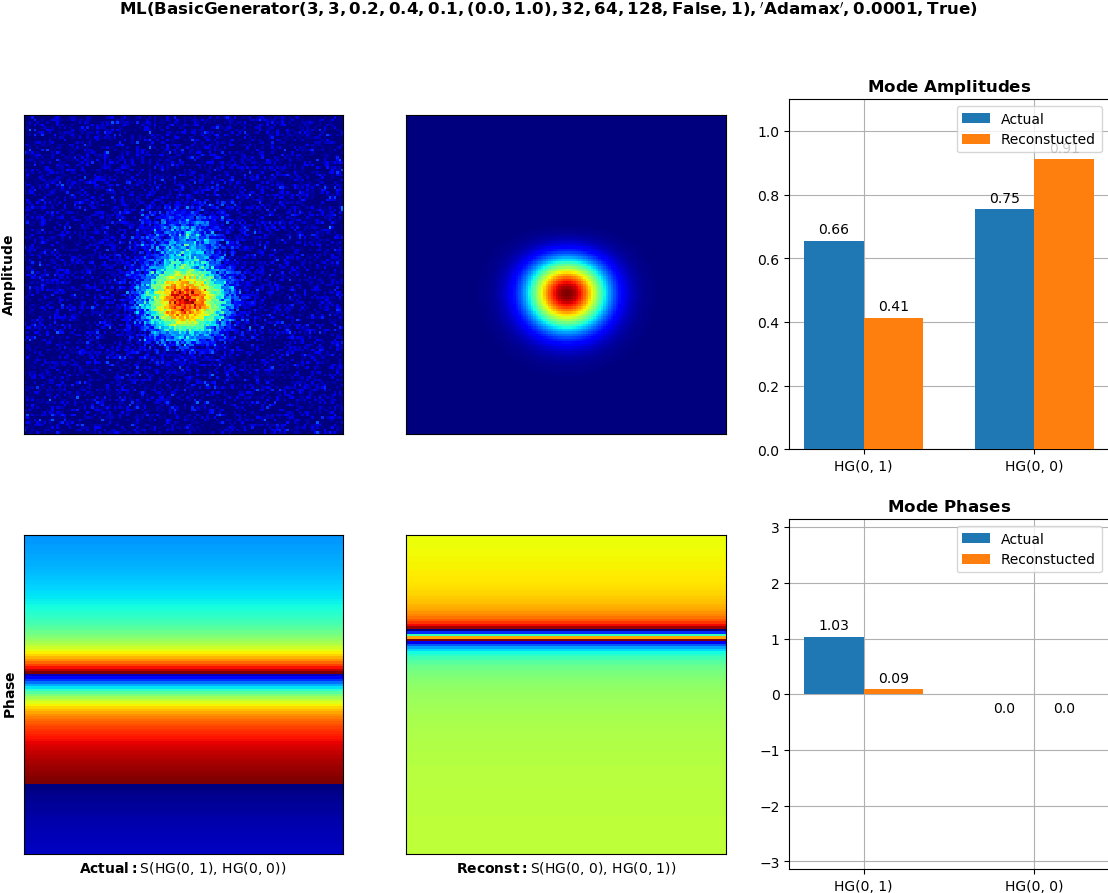 ML(BasicGenerator(3, 3, 0.2, 0.4, 0.1, (0.0, 1.0), 32, 64, 128, False, 1), ′Adamax′, 0.0001, True)
Amplitude
Mode Amplitudes
Actual
Reconstucted
1.0
0.8
0.6
0.4
0.2
0.0
0.66
0.41
0.75
0.91
HG(0, 1)
HG(0, 0)
Phase
Actual: S(HG(0, 1), HG(0, 0))
Reconst: S(HG(0, 0), HG(0, 1))
Mode Phases
Actual
Reconstucted
3
2
1
0
−1
−2
−3
1.03
0.09
0.0
0.0
HG(0, 1)
HG(0, 0)